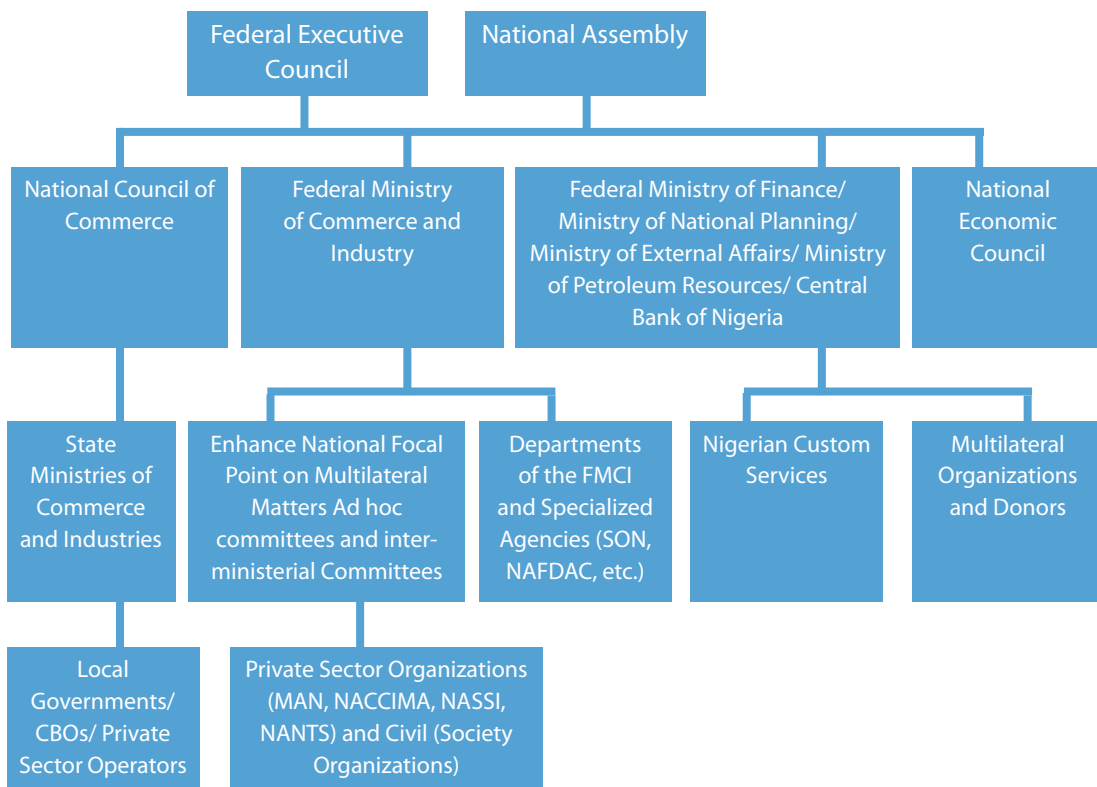 Federal Executive
Council
National Assembly
National Council of
Commerce
Federal Ministry
of Commerce and
Industry
Federal Ministry of Finance/
Ministry of National Planning/
Ministry of External Affairs/ Ministry
of Petroleum Resources/ Central
Bank of Nigeria
National
Economic
Council
State
Ministries of
Commerce
and Industries
Enhance National Focal
Point on Multilateral
Matters Ad hoc
committees and inter-
ministerial Committees
Departments
of the FMCI
and Specialized
Agencies (SON,
NAFDAC, etc.)
Nigerian Custom
Services
Multilateral
Organizations
and Donors
Local
Governments/
CBOs/ Private
Sector Operators
Private Sector Organizations
(MAN, NACCIMA, NASSI,
NANTS) and Civil (Society
Organizations)